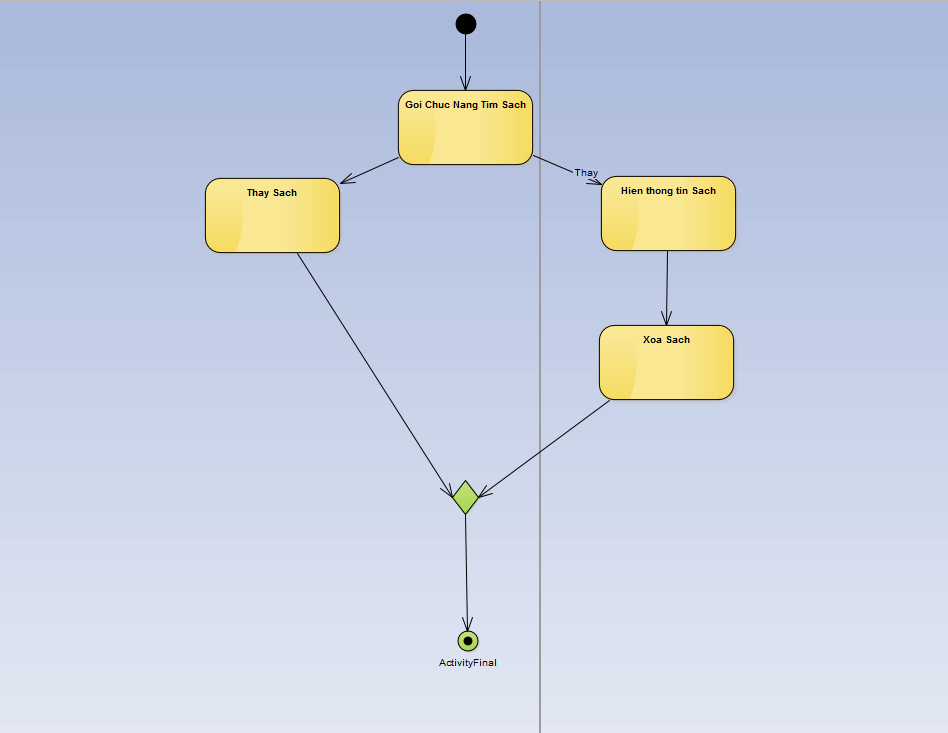 Goi Chuc Nang Tim Sach
Thay
Thay Sach
Hien thong tin Sach
Xoa Sach
ActivityFinal